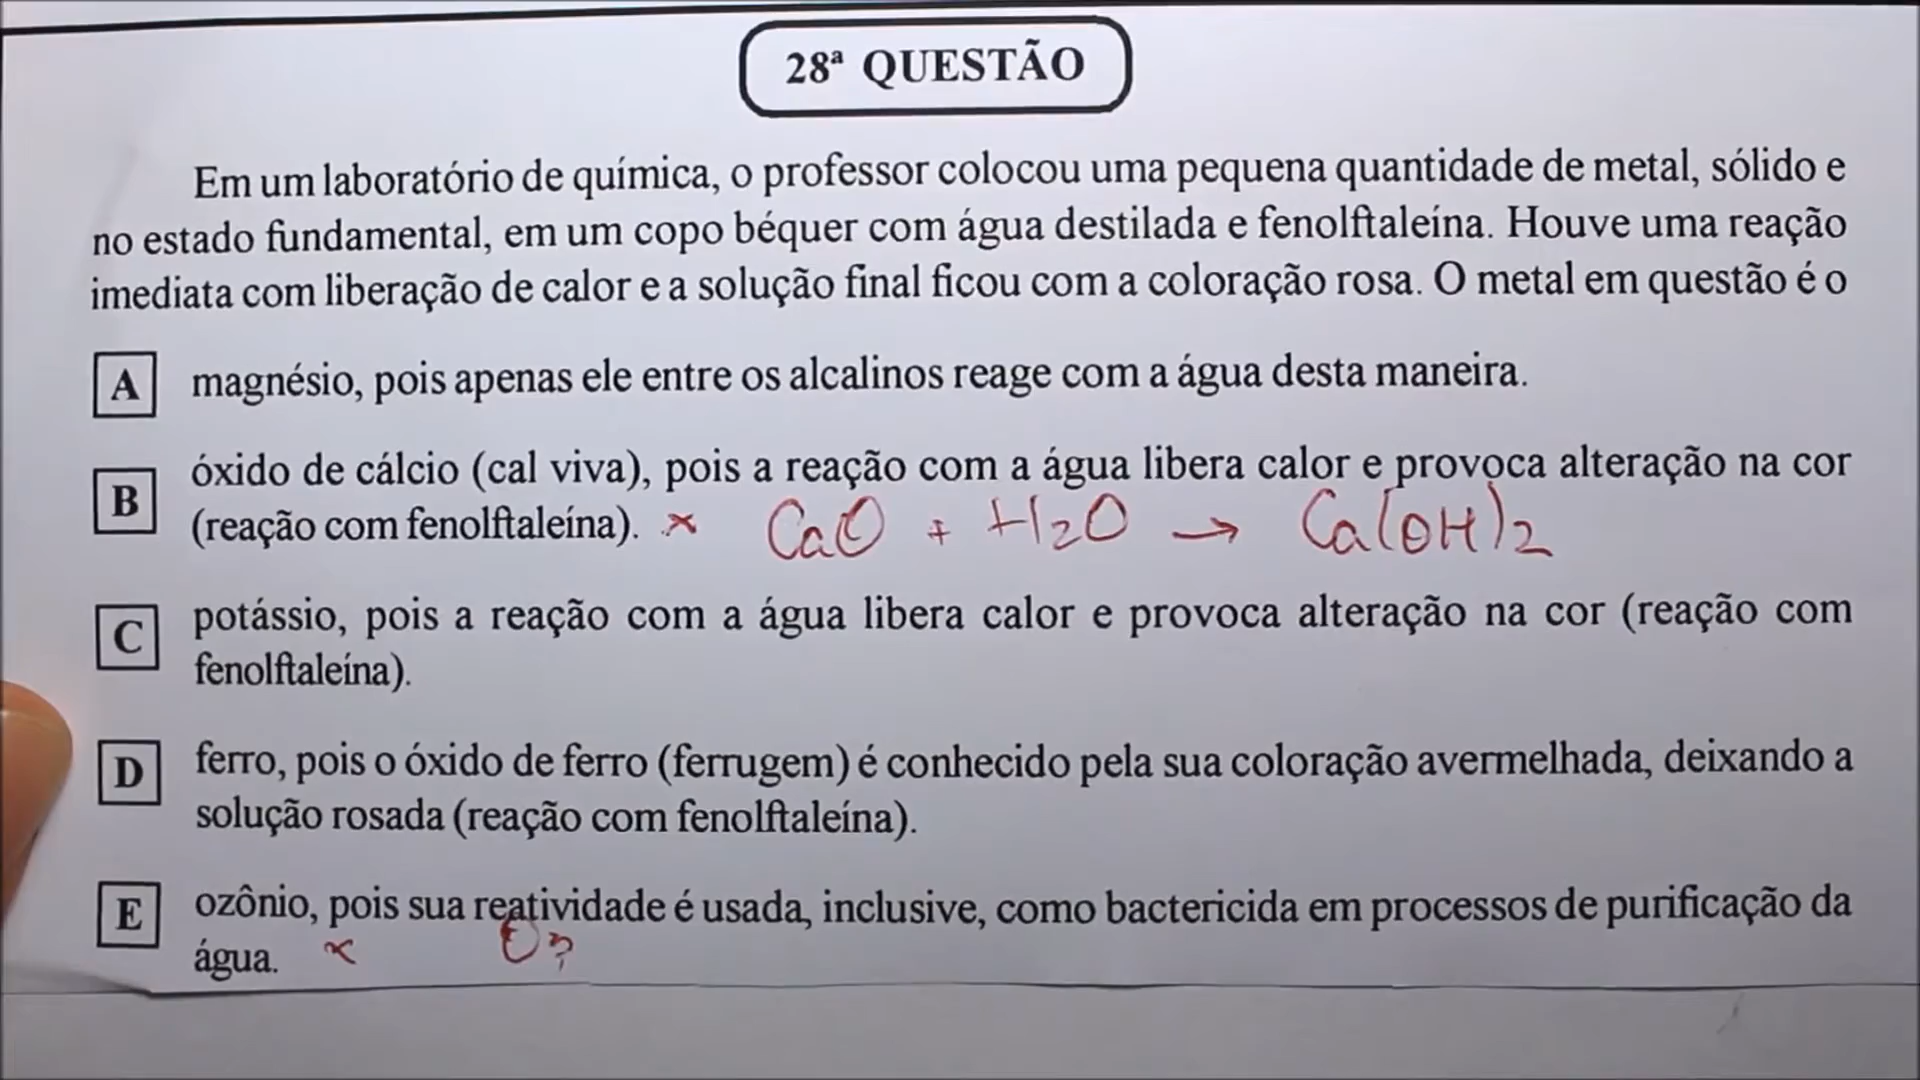 28ª QUESTÃO
Em um laboratório de química, o professor colocou uma pequena quantidade de metal, sólido e
no estado fundamental, em um copo béquer com água destilada e fenolftaleína. Houve uma reação
imediata com liberação de calor e a solução final ficou com a coloração rosa. O metal em questão é o
A magnésio, pois apenas ele entre os alcalinos reage com a água desta maneira.
B óxido de cálcio (cal viva), pois a reação com a água libera calor e provoca alteração na cor
(reação com fenolftaleína). x CaO + H2O → Ca(OH)2
C potássio, pois a reação com a água libera calor e provoca alteração na cor (reação com
fenolftaleína).
D ferro, pois o óxido de ferro (ferrugem) é conhecido pela sua coloração avermelhada, deixando a
solução rosada (reação com fenolftaleína).
E ozônio, pois sua reatividade é usada, inclusive, como bactericida em processos de purificação da
água. x O3